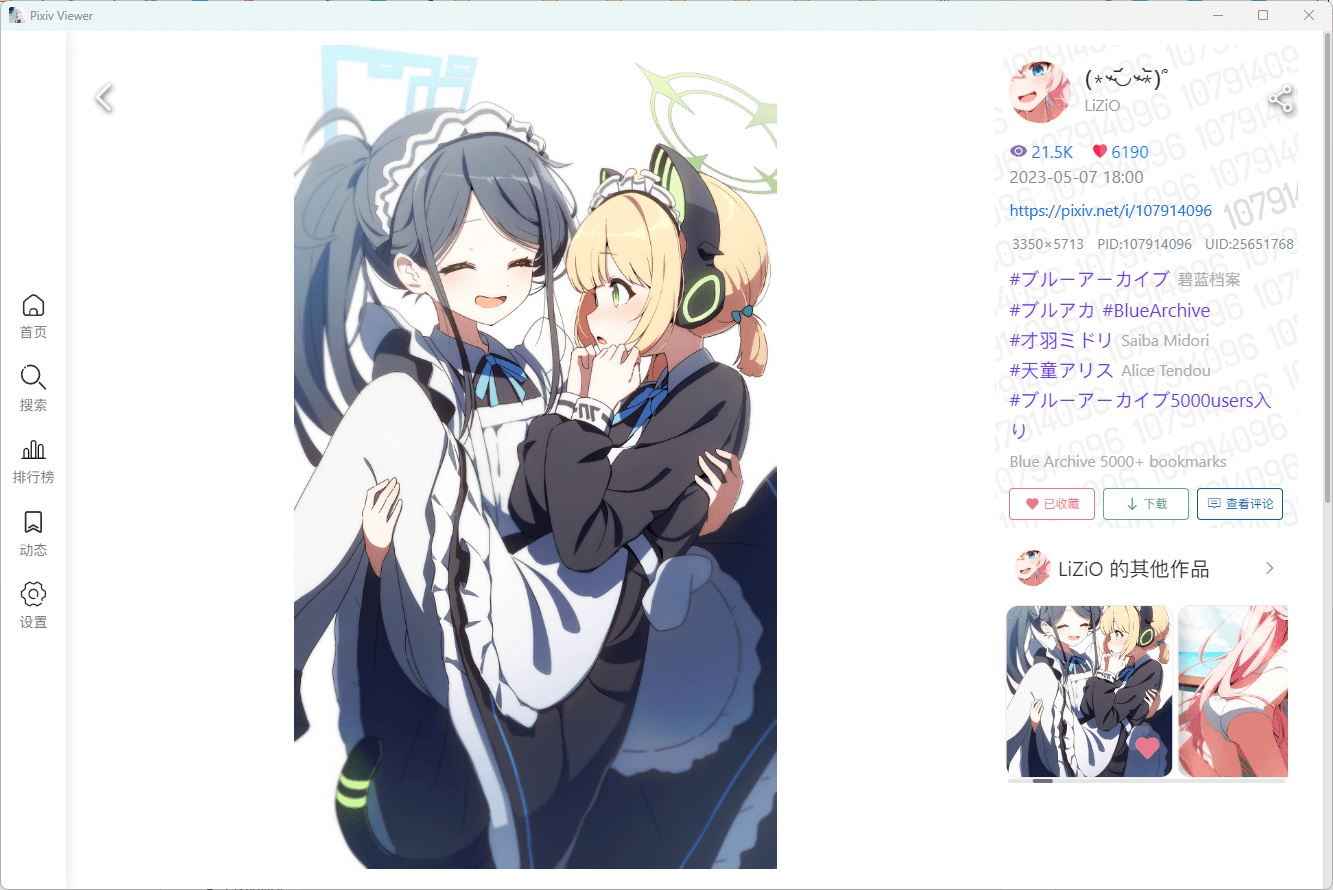 Pixiv Viewer
首页
搜索
排行榜
动态
设置
LiZiO
21.5K 6190
2023-05-07 18:00
https://pixiv.net/i/107914096
3350×5713 PID:107914096 UID:25651768
#ブルーアーカイブ 碧蓝档案
#ブルアカ #BlueArchive
#才羽ミドリ Saiba Midori
#天童アリス Alice Tendou
#ブルーアーカイブ5000users入
り
Blue Archive 5000+ bookmarks
已收藏 下载 查看评论
LiZiO 的其他作品
107914096